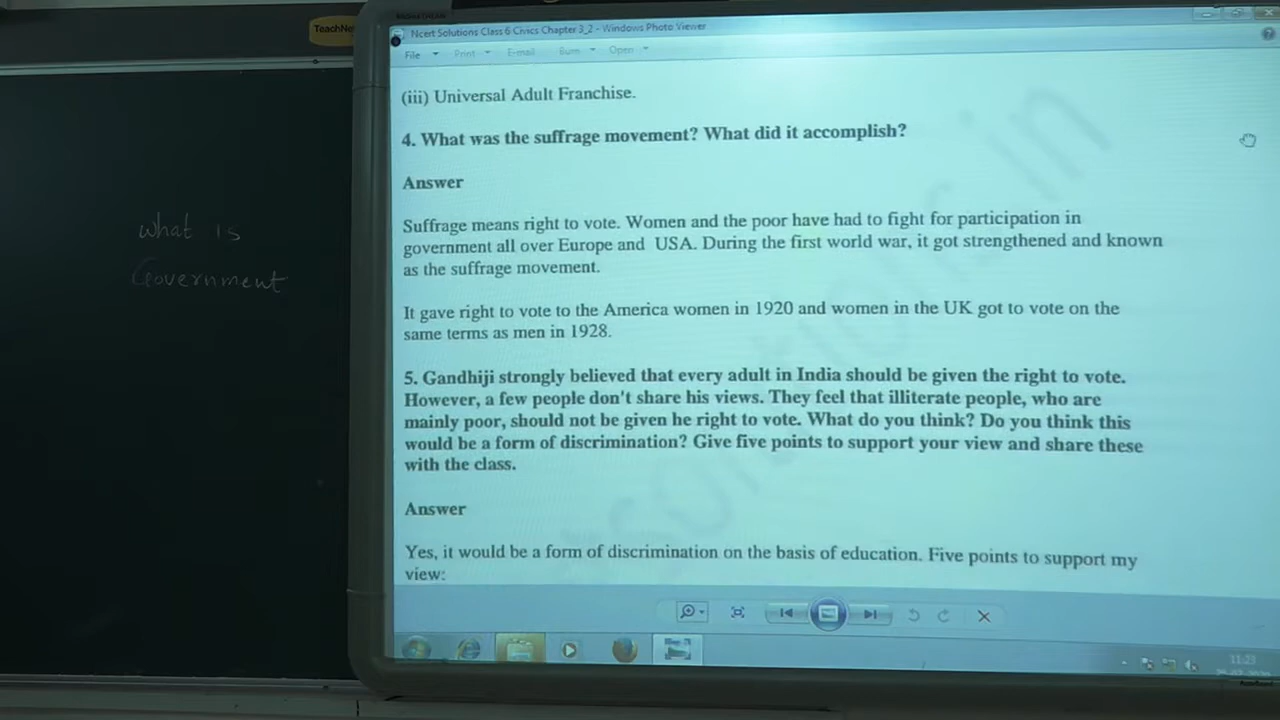 TeachNe
what is
Government
Ncert Solutions Class 6 Civics Chapter 3_2 - Windows Photo Viewer
File Print E-mail Burn Open
(iii) Universal Adult Franchise.
4. What was the suffrage movement? What did it accomplish?
Answer
Suffrage means right to vote. Women and the poor have had to fight for participation in
government all over Europe and USA. During the first world war, it got strengthened and known
as the suffrage movement.
It gave right to vote to the America women in 1920 and women in the UK got to vote on the
same terms as men in 1928.
5. Gandhiji strongly believed that every adult in India should be given the right to vote.
However, a few people don't share his views. They feel that illiterate people, who are
mainly poor, should not be given he right to vote. What do you think? Do you think this
would be a form of discrimination? Give five points to support your view and share these
with the class.
Answer
Yes, it would be a form of discrimination on the basis of education. Five points to support my
view:
11:23